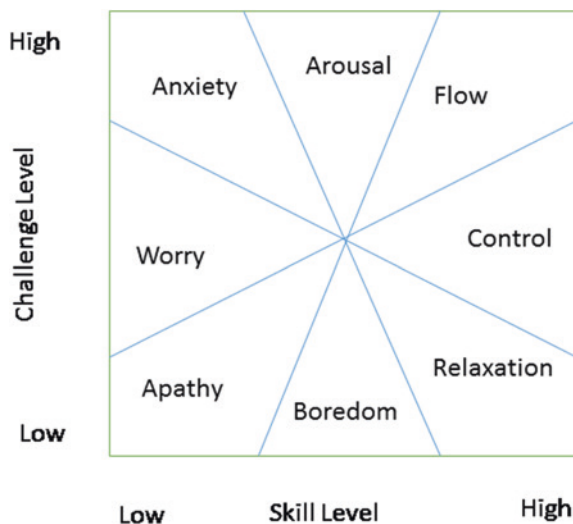 High
Anxiety
Arousal
Flow
Challenge Level
Worry
Control
Apathy
Boredom
Relaxation
Low
Low
Skill Level
High